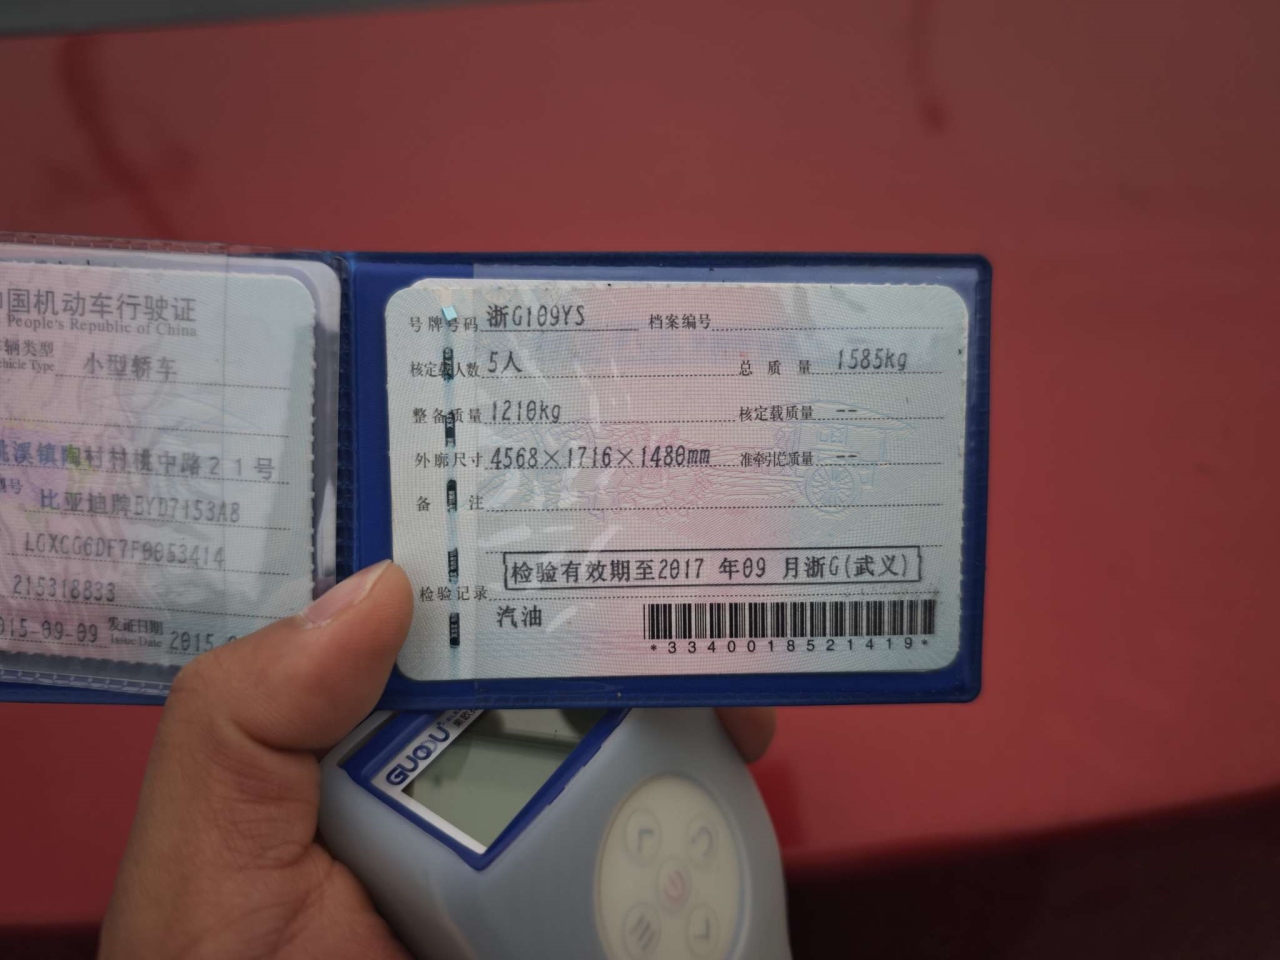 中国机动车行驶证
People's Republic of China
车辆类型
Vehicle Type 小型轿车
桃溪镇陶村村桃中路21号
型号 比亚迪牌BYD7153A8
LGXCG6DF7F0053414
215318833
2015-09-09 发证日期
Issue Date 2015
号牌号码 浙G109YS 档案编号
核定载人数 5人 总质量 1585kg
整备质量 1210kg 核定载质量 --
外廓尺寸 4568×1716×1480mm 准牵引总质量 --
备注
检验有效期至2017年09月浙G(武义)
检验记录
汽油
*3340018521419*
GUOOU